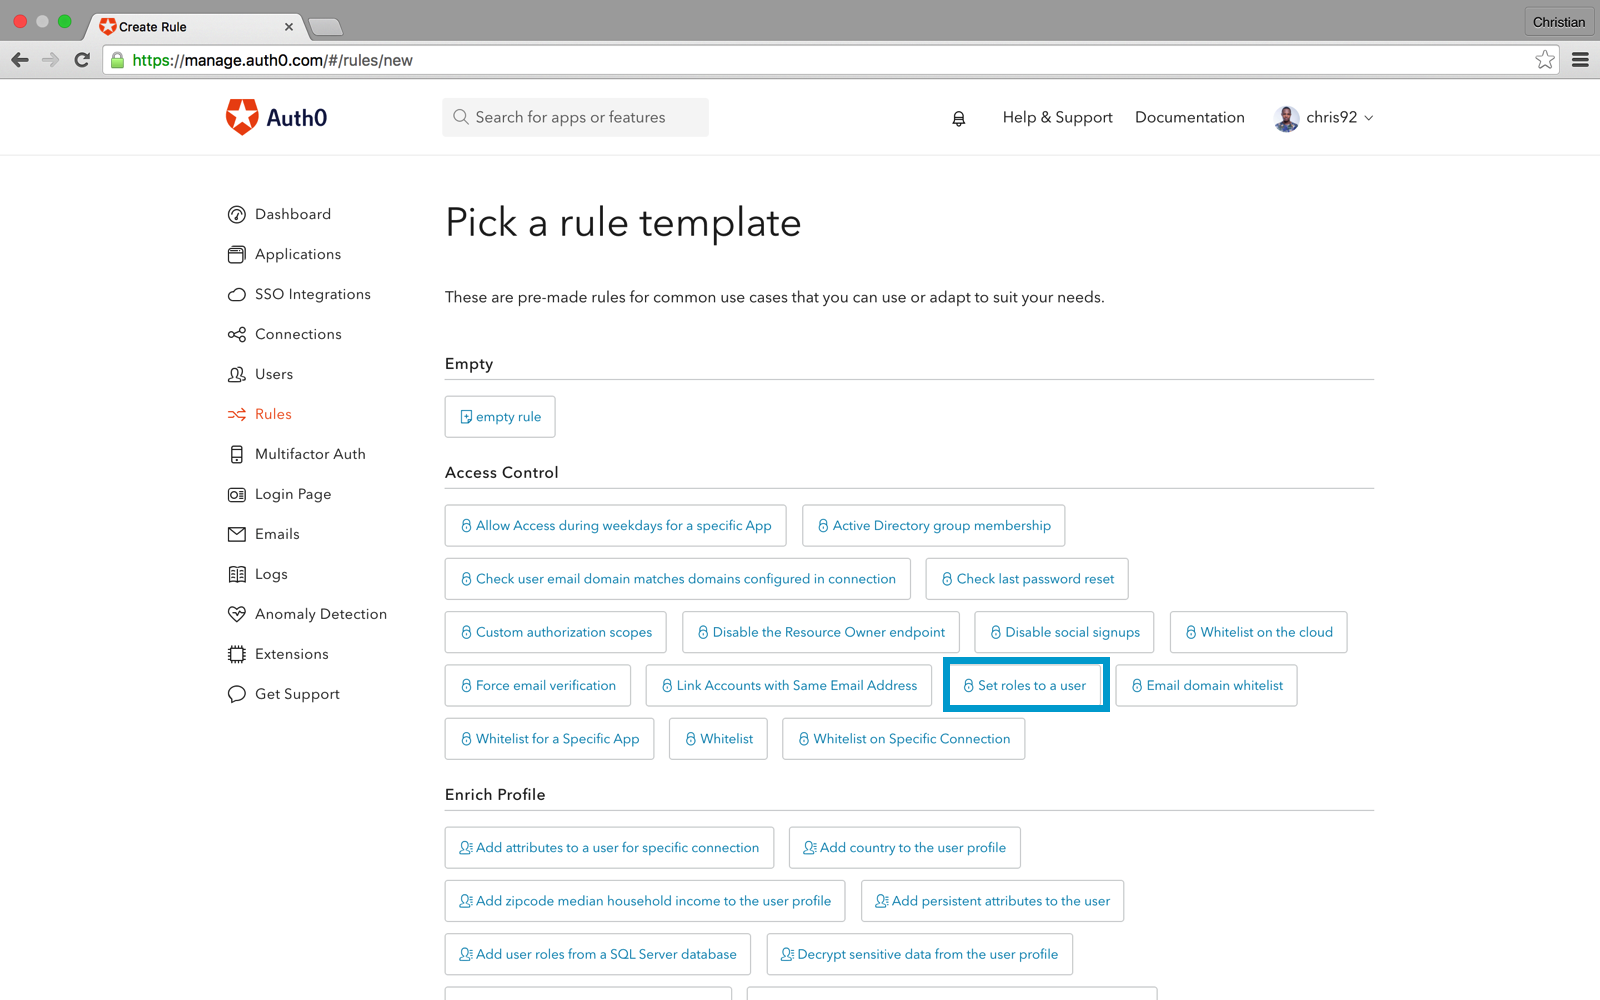 Create Rule
Christian
https://manage.auth0.com/#/rules/new
Auth0
Search for apps or features
Help & Support
Documentation
chris92
Dashboard
Applications
SSO Integrations
Connections
Users
Rules
Multifactor Auth
Login Page
Emails
Logs
Anomaly Detection
Extensions
Get Support
Pick a rule template
These are pre-made rules for common use cases that you can use or adapt to suit your needs.
Empty
empty rule
Access Control
Allow Access during weekdays for a specific App
Active Directory group membership
Check user email domain matches domains configured in connection
Check last password reset
Custom authorization scopes
Disable the Resource Owner endpoint
Disable social signups
Whitelist on the cloud
Force email verification
Link Accounts with Same Email Address
Set roles to a user
Email domain whitelist
Whitelist for a Specific App
Whitelist
Whitelist on Specific Connection
Enrich Profile
Add attributes to a user for specific connection
Add country to the user profile
Add zipcode median household income to the user profile
Add persistent attributes to the user
Add user roles from a SQL Server database
Decrypt sensitive data from the user profile